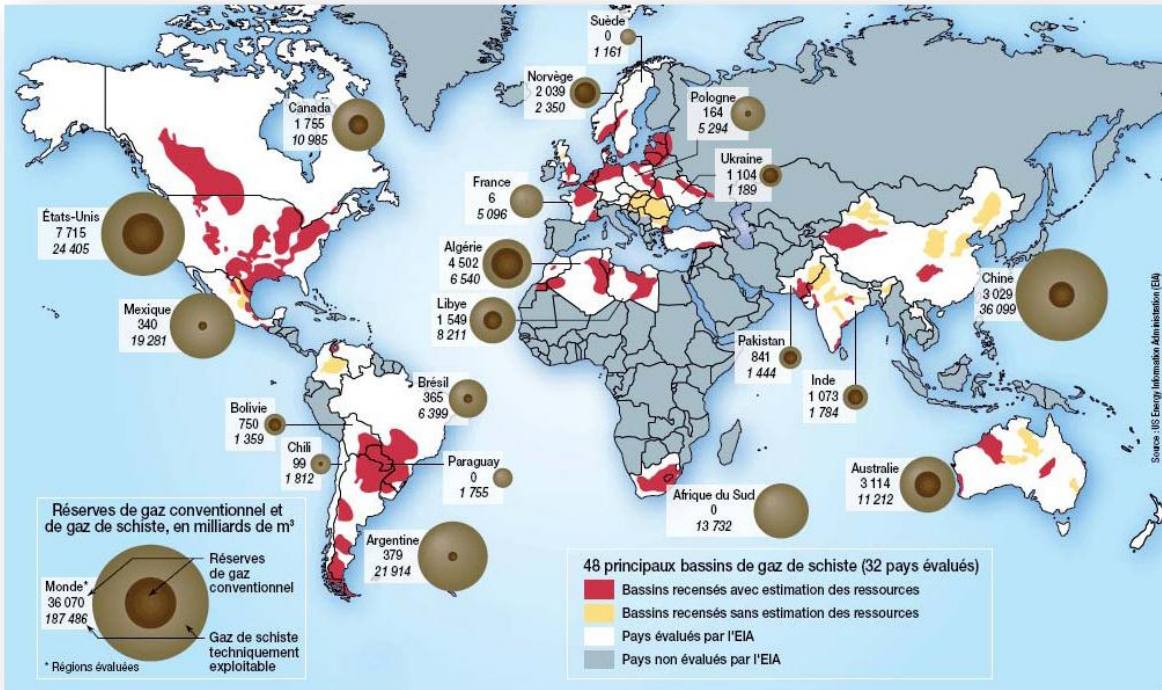 Suède
0
1 161
Norvège
2 039
2 350
Pologne
164
5 294
Canada
1 755
10 985
Ukraine
1 104
1 189
France
6
5 096
États-Unis
7 715
24 405
Algérie
4 502
6 540
Chine
3 029
36 099
Libye
1 549
8 211
Mexique
340
19 281
Pakistan
841
1 444
Inde
1 073
1 784
Brésil
365
6 399
Bolivie
750
1 359
Chili
99
1 812
Paraguay
0
1 755
Australie
3 114
11 212
Afrique du Sud
0
13 732
Argentine
379
21 914
Réserves de gaz conventionnel et
de gaz de schiste, en milliards de m³
Monde*
36 070
187 486
Réserves
de gaz
conventionnel
Gaz de schiste
techniquement
exploitable
* Régions évaluées
48 principaux bassins de gaz de schiste (32 pays évalués)
Bassins recensés avec estimation des ressources
Bassins recensés sans estimation des ressources
Pays évalués par l'EIA
Pays non évalués par l'EIA
Source : US Energy Information Administration (EIA)